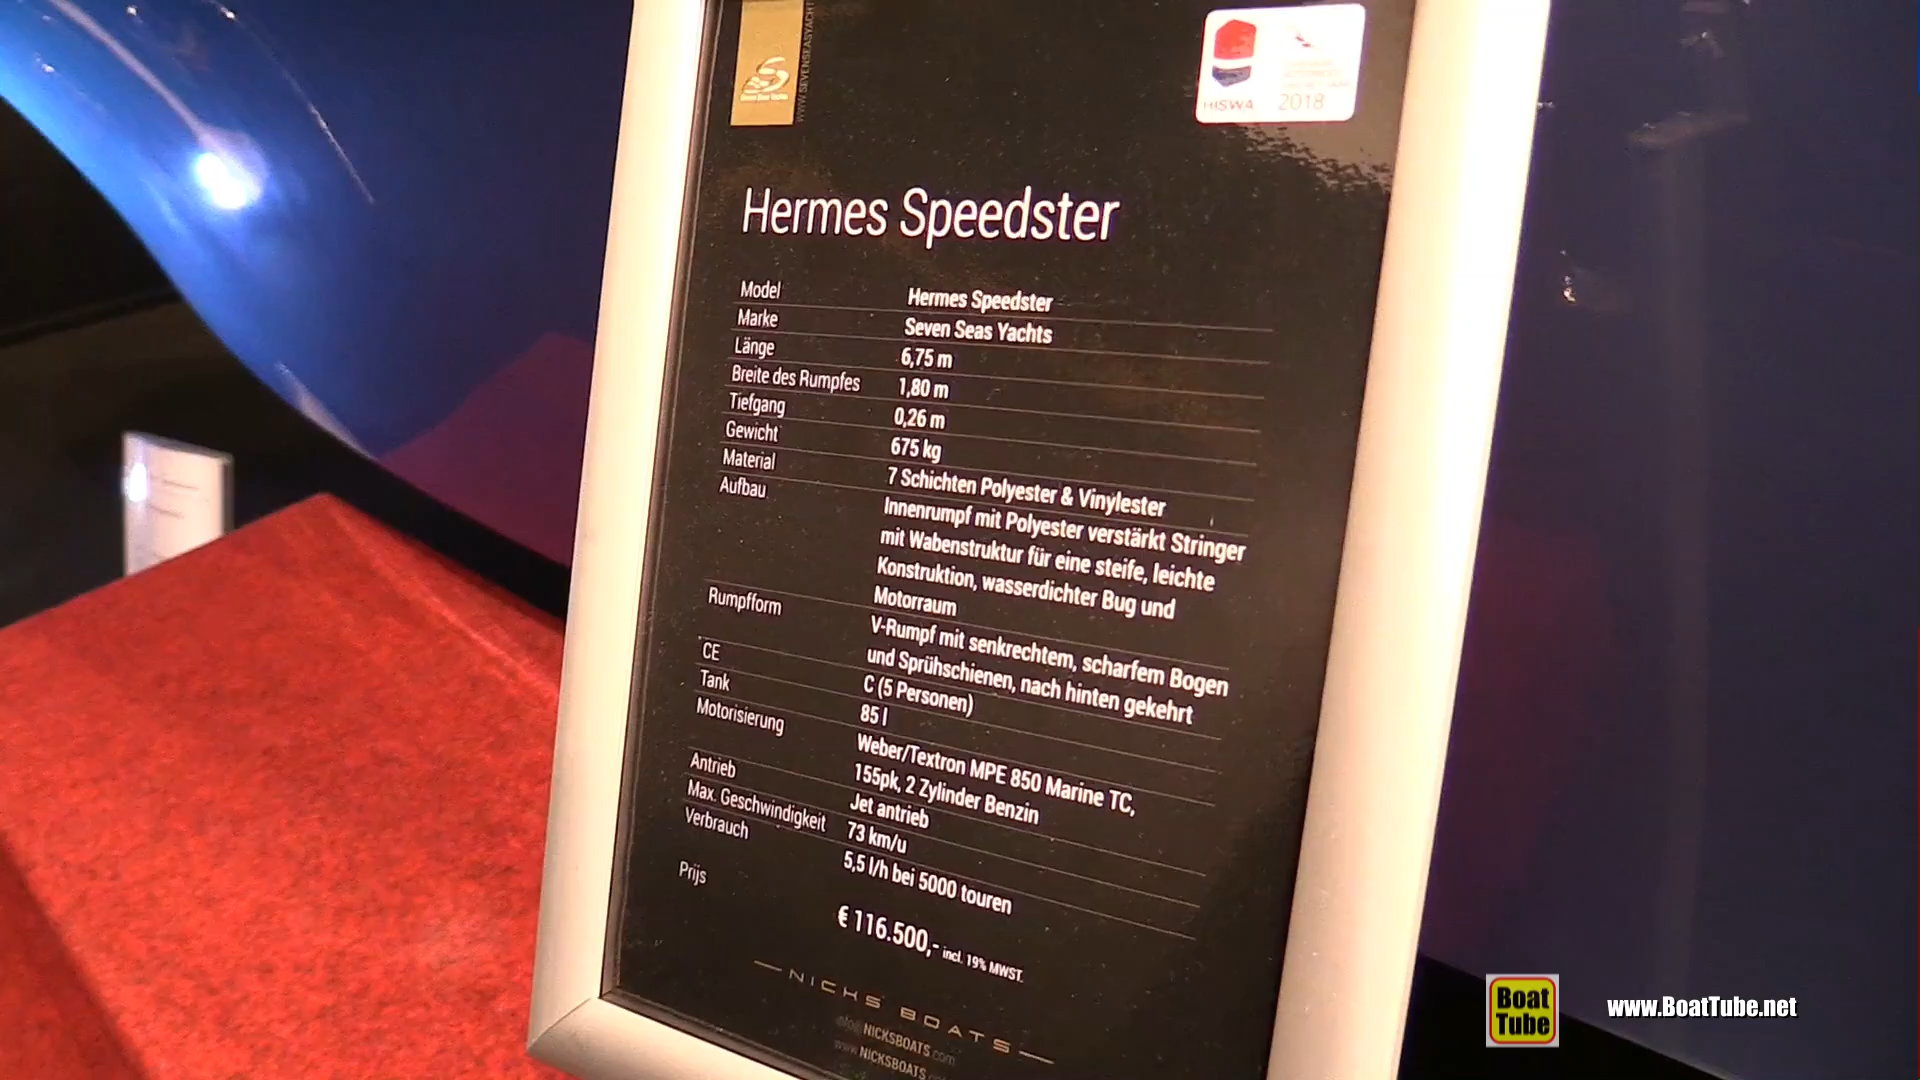 WWW.SEVENSEASYACHT
Seven Seas Yachts
HISWA
2018
Hermes Speedster
Model Hermes Speedster
Marke Seven Seas Yachts
Länge 6,75 m
Breite des Rumpfes 1,80 m
Tiefgang 0,26 m
Gewicht 675 kg
Material 7 Schichten Polyester & Vinylester
Aufbau Innenrumpf mit Polyester verstärkt Stringer
mit Wabenstruktur für eine steife, leichte
Konstruktion, wasserdichter Bug und
Motorraum
Rumpfform V-Rumpf mit senkrechtem, scharfem Bogen
und Sprühschienen, nach hinten gekehrt
CE C (5 Personen)
Tank 85 l
Motorisierung Weber/Textron MPE 850 Marine TC,
155pk, 2 Zylinder Benzin
Antrieb Jet antrieb
Max. Geschwindigkeit 73 km/u
Verbrauch 5,5 l/h bei 5000 touren
Prijs € 116.500,- incl. 19% MWST.
NICKS BOATS
info@NICKSBOATS.com
www.NICKSBOATS
Boat
Tube
www.BoatTube.net